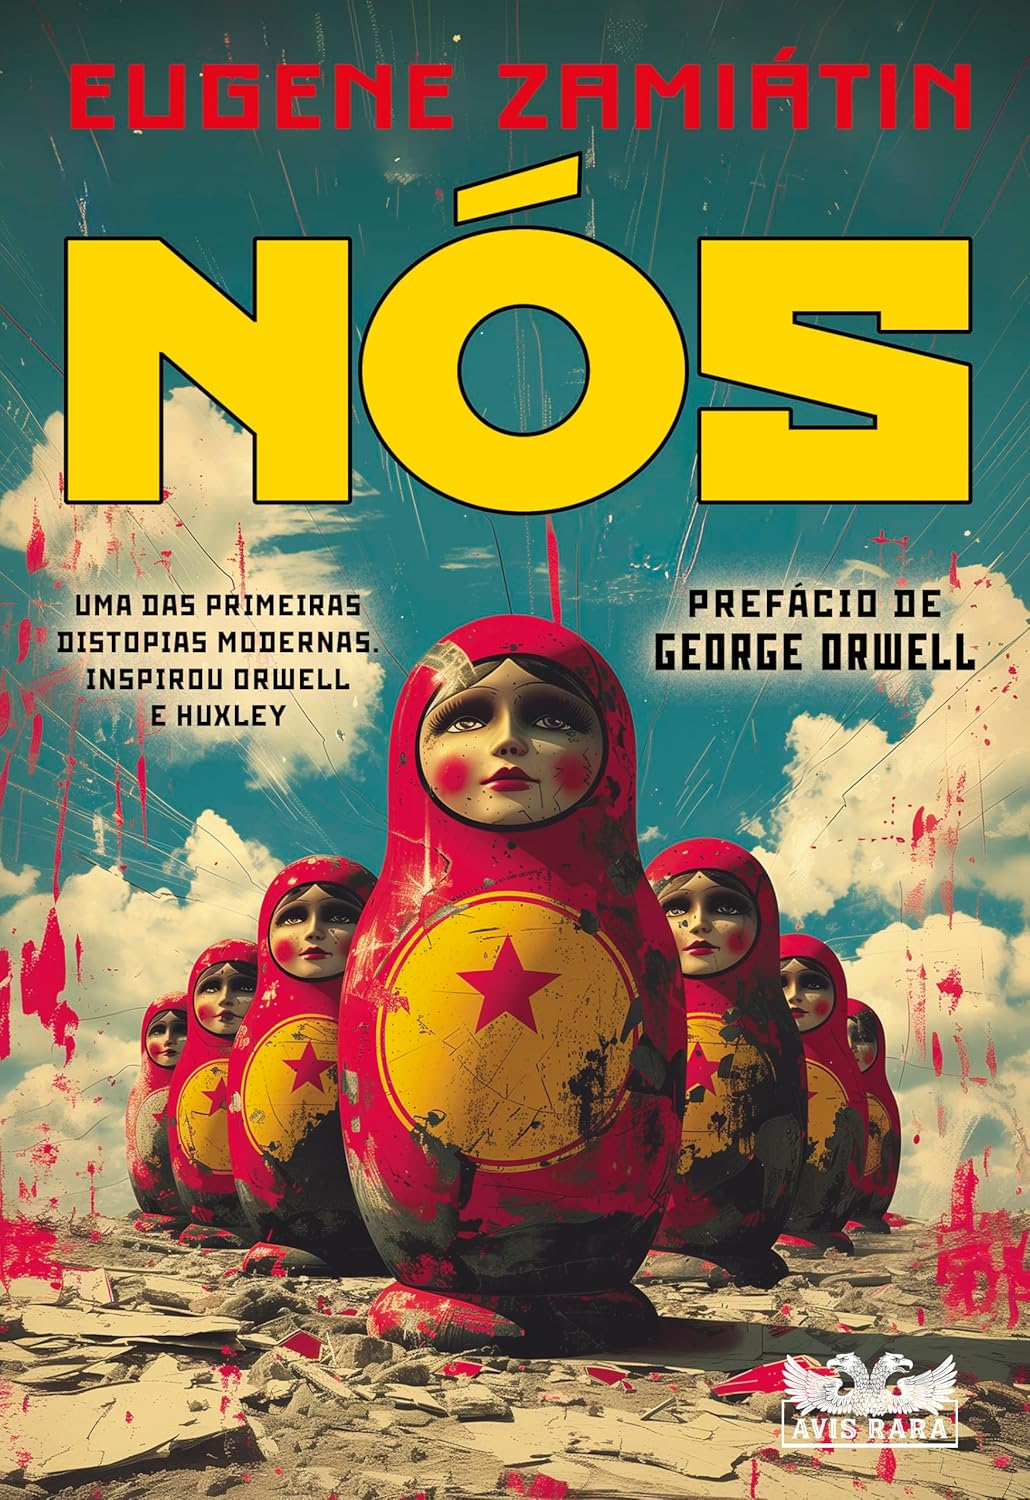 EUGENE ZAMIÁTIN
NÓS
UMA DAS PRIMEIRAS
DISTOPIAS MODERNAS.
INSPIROU ORWELL
E HUXLEY
PREFÁCIO DE
GEORGE ORWELL
AVIS RARA